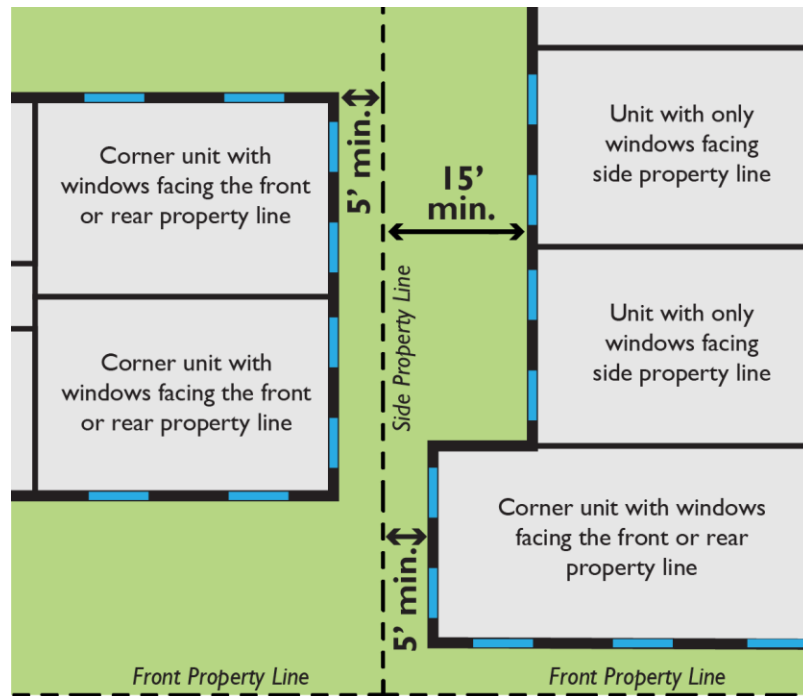 Corner unit with
windows facing the front
or rear property line
5’ min.
15’
min.
Unit with only
windows facing
side property line
Side Property Line
Corner unit with
windows facing the front
or rear property line
Unit with only
windows facing
side property line
Corner unit with windows
facing the front or rear
property line
5’ min.
Front Property Line
Front Property Line